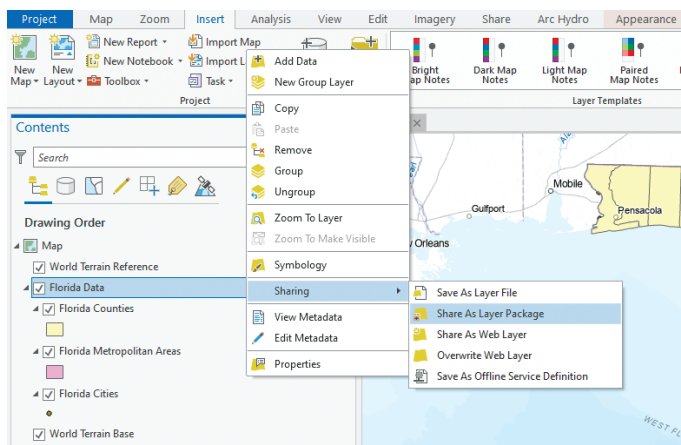 Project Map Zoom Insert Analysis View Edit Imagery Share Arc Hydro Appearance
New Report
New Notebook
Toolbox
Import Map
Task
New
Map
New
Layout
Project
Bright
Dark Map
Notes
Light Map
Notes
Paired
Map Notes
Layer Templates
Contents
Search
Drawing Order
Map
World Terrain Reference
Florida Data
Florida Counties
Florida Metropolitan Areas
Florida Cities
World Terrain Base
Add Data
New Group Layer
Copy
Paste
Remove
Group
Ungroup
Zoom To Layer
Zoom To Make Visible
Symbology
Sharing
View Metadata
Edit Metadata
Properties
Save As Layer File
Share As Layer Package
Share As Web Layer
Overwrite Web Layer
Save As Offline Service Definition
Mobile
Gulfport
Pensacola
Orleans
WEST